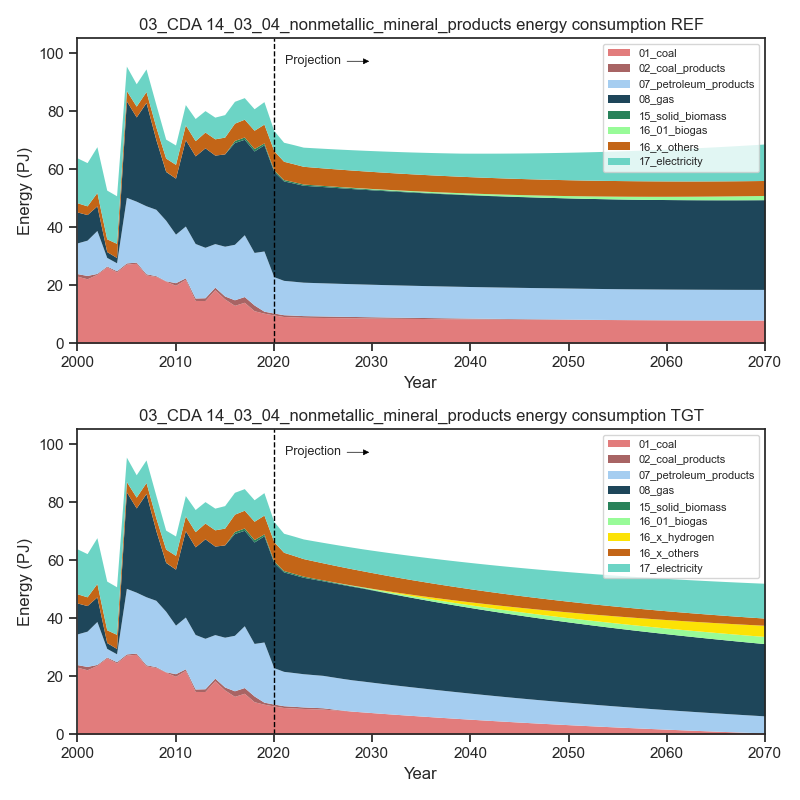 03_CDA 14_03_04_nonmetallic_mineral_products energy consumption REF
100
80
60
40
20
0
Energy (PJ)
Projection
01_coal
02_coal_products
07_petroleum_products
08_gas
15_solid_biomass
16_01_biogas
16_x_others
17_electricity
2000 2010 2020 2030 2040 2050 2060 2070
Year
03_CDA 14_03_04_nonmetallic_mineral_products energy consumption TGT
100
80
60
40
20
0
Energy (PJ)
Projection
01_coal
02_coal_products
07_petroleum_products
08_gas
15_solid_biomass
16_01_biogas
16_x_hydrogen
16_x_others
17_electricity
2000 2010 2020 2030 2040 2050 2060 2070
Year